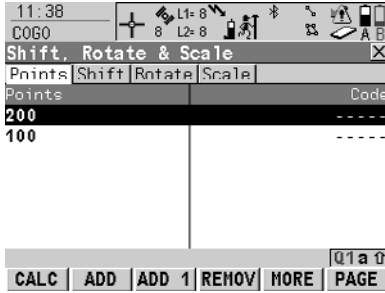 11:38
COGO
L1= 8
8 L2= 8
A B
Shift, Rotate & Scale
Points Shift Rotate Scale
Points Code
200 -----
100 -----
Q1 a
CALC ADD ADD 1 REMOV MORE PAGE